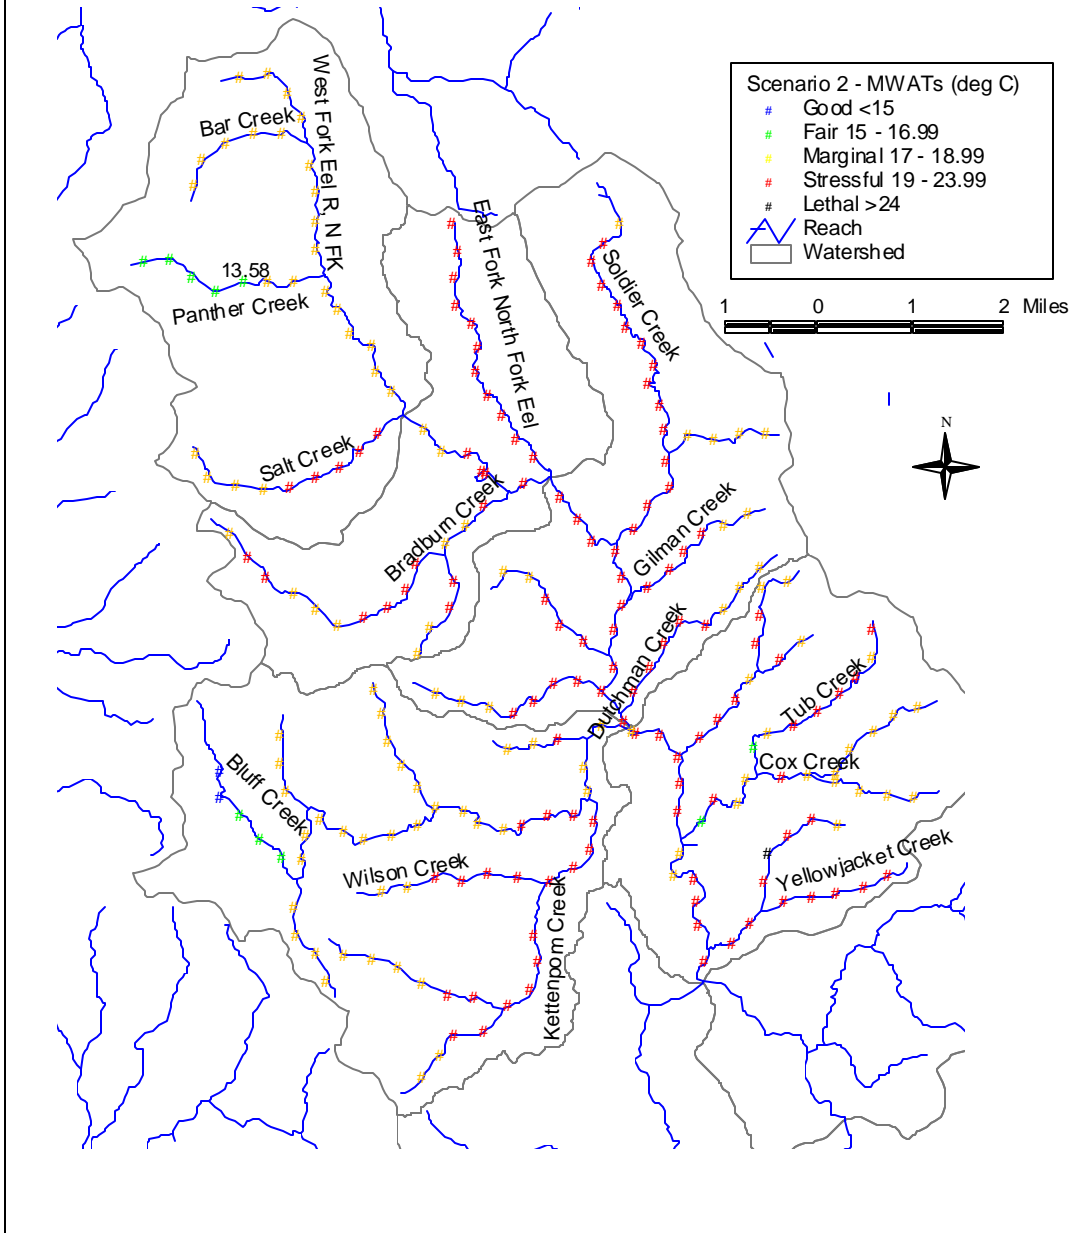 Scenario 2 - MWATs (deg C)
# Good <15
# Fair 15 - 16.99
# Marginal 17 - 18.99
# Stressful 19 - 23.99
# Lethal >24
Reach
Watershed
1 0 1 2 Miles
N
West Fork Eel R, N FK
Bar Creek
East Fork North Fork Eel
Soldier Creek
13.58
Panther Creek
Salt Creek
Bradburn Creek
Gilman Creek
Dutchman Creek
Tub Creek
Cox Creek
Bluff Creek
Wilson Creek
Yellowjacket Creek
Kettenpom Creek